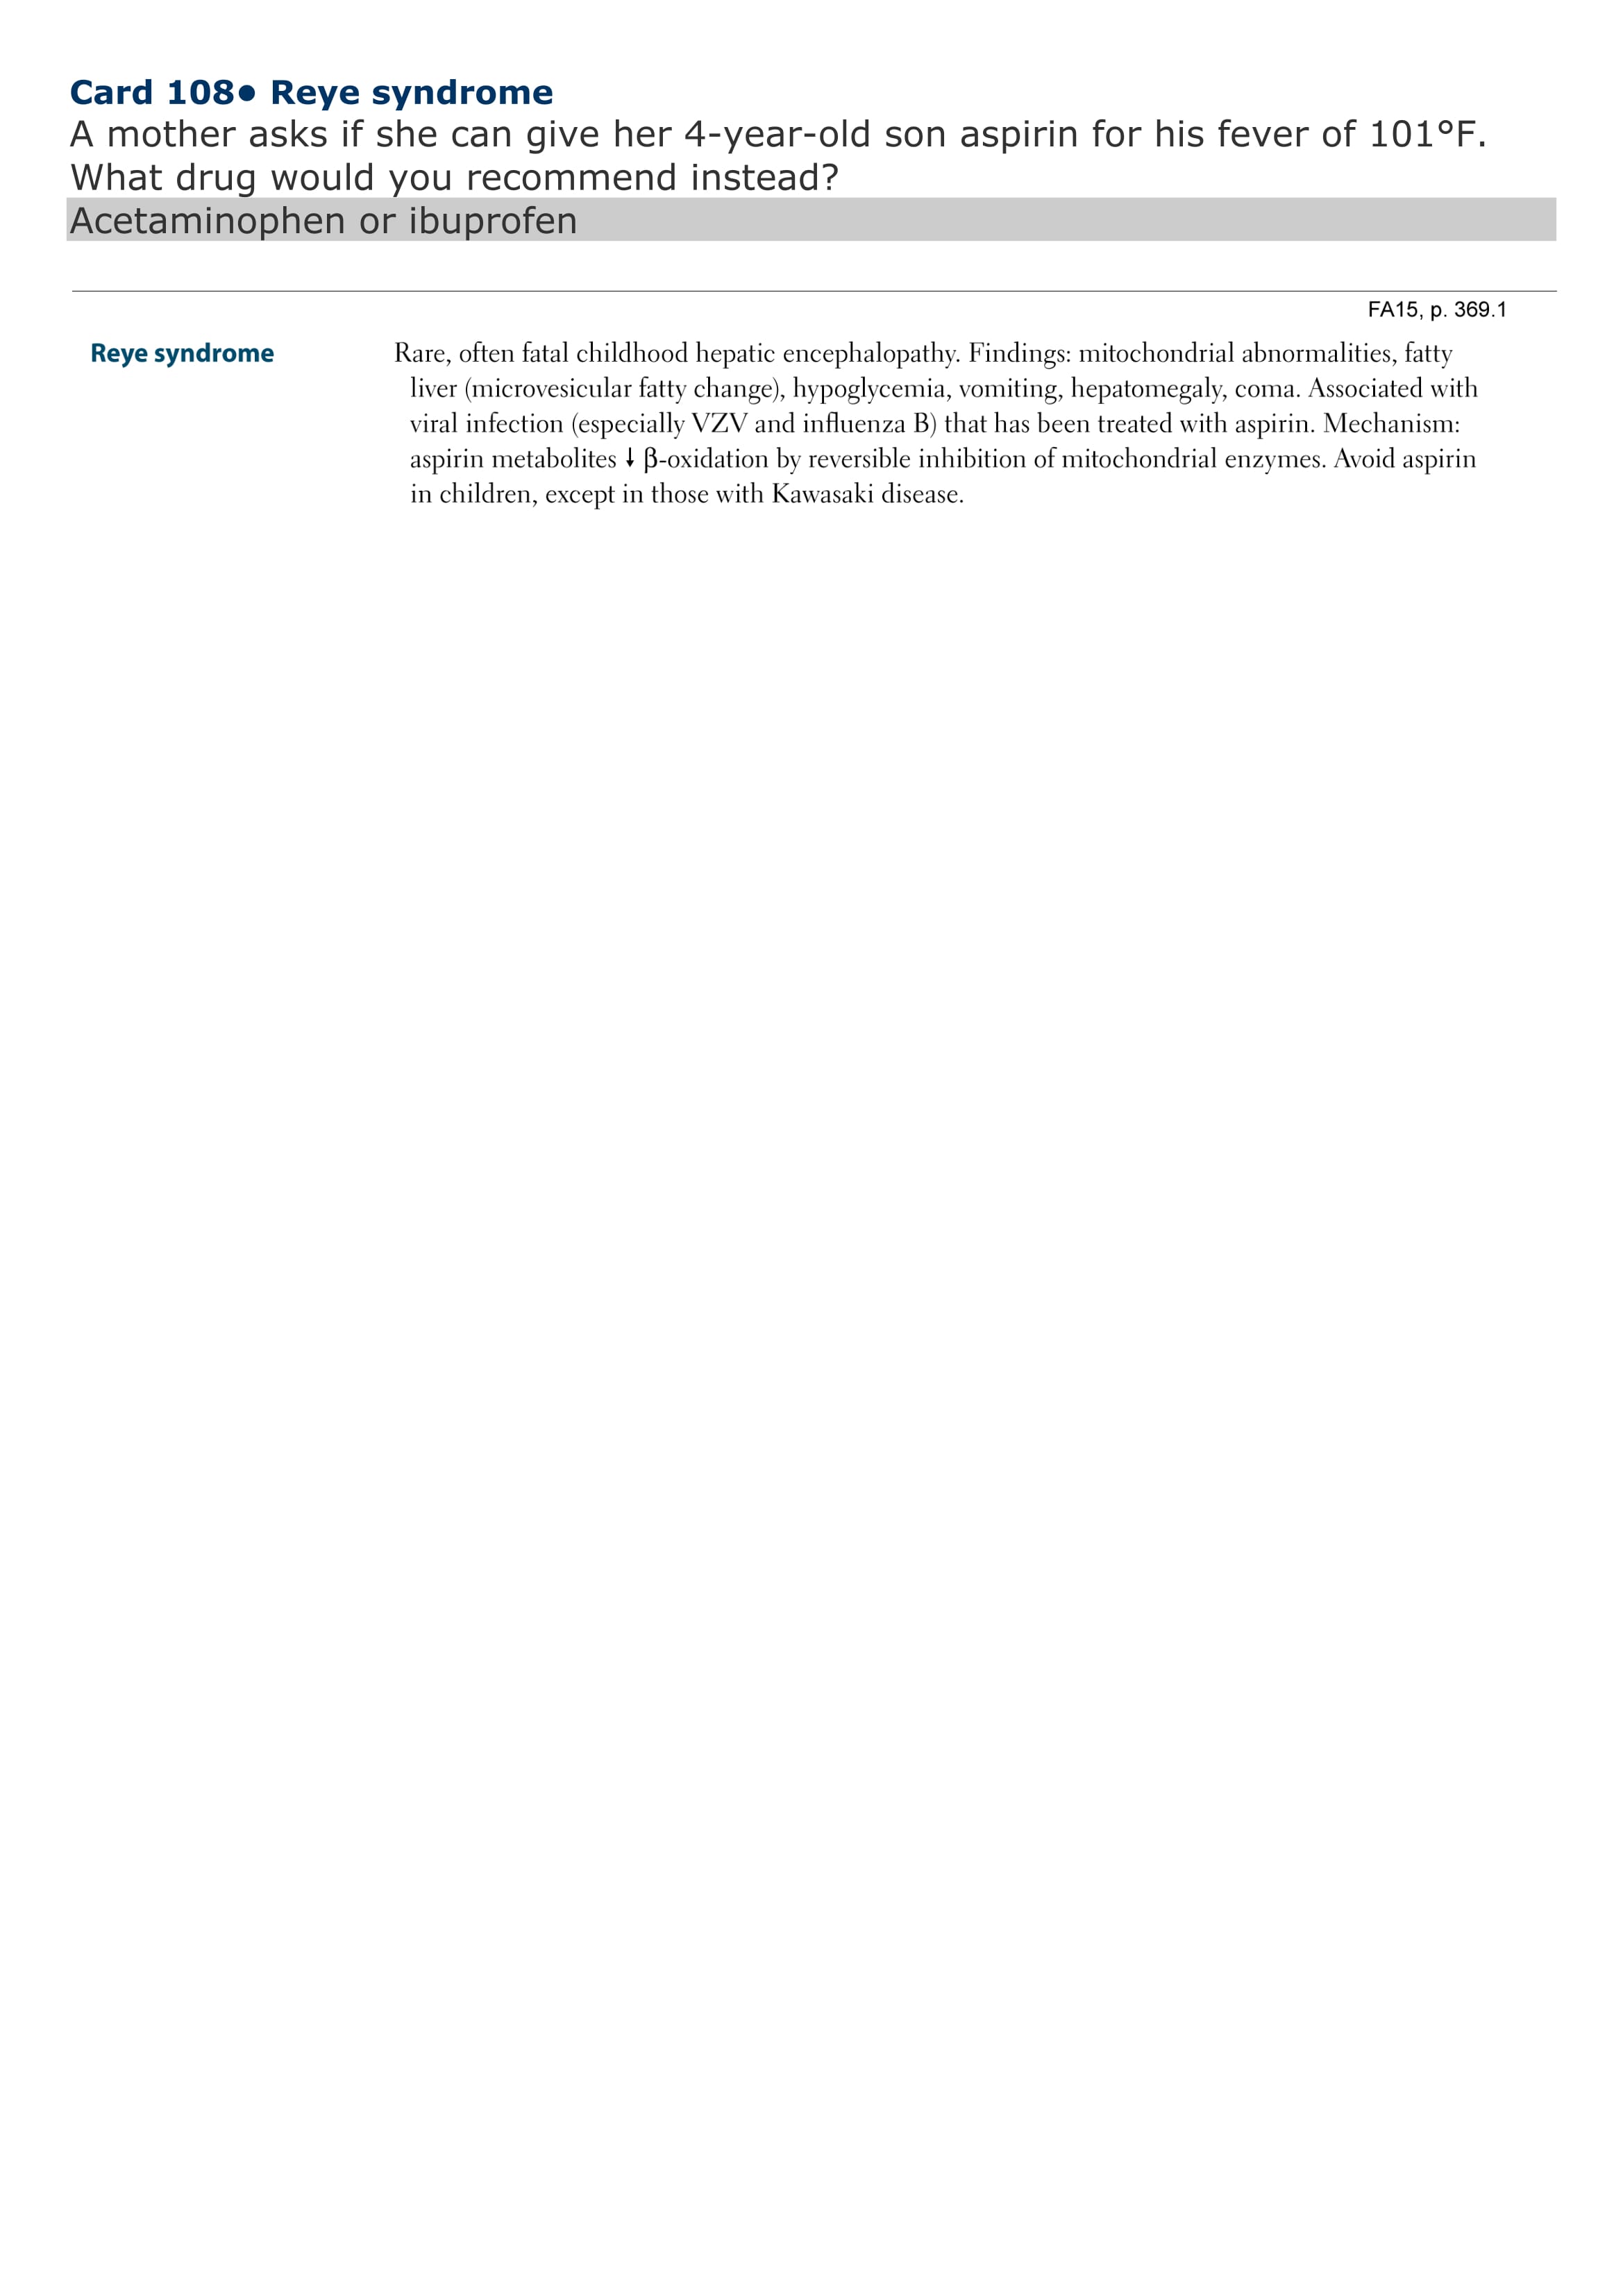 Card 108• Reye syndrome
A mother asks if she can give her 4-year-old son aspirin for his fever of 101°F.
What drug would you recommend instead?
Acetaminophen or ibuprofen
FA15, p. 369.1
Reye syndrome
Rare, often fatal childhood hepatic encephalopathy. Findings: mitochondrial abnormalities, fatty
liver (microvesicular fatty change), hypoglycemia, vomiting, hepatomegaly, coma. Associated with
viral infection (especially VZV and influenza B) that has been treated with aspirin. Mechanism:
aspirin metabolites ↓ β-oxidation by reversible inhibition of mitochondrial enzymes. Avoid aspirin
in children, except in those with Kawasaki disease.